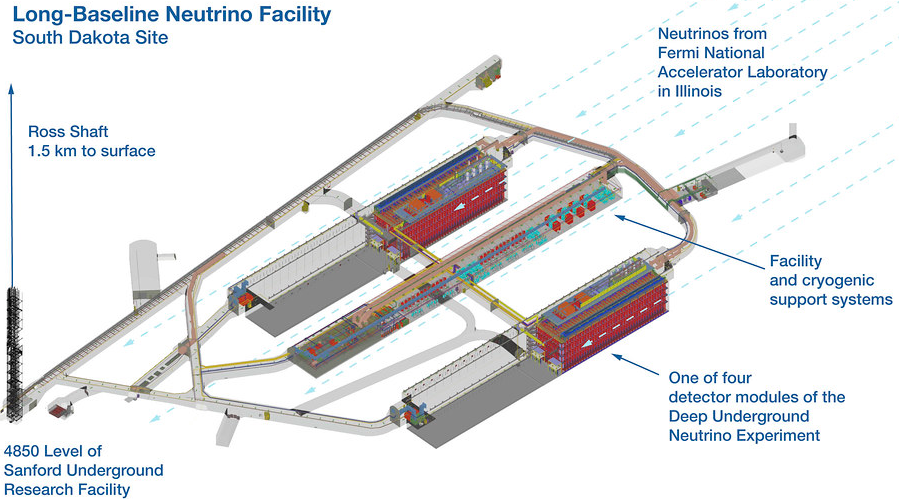 Long-Baseline Neutrino Facility
South Dakota Site
Neutrinos from
Fermi National
Accelerator Laboratory
in Illinois
Ross Shaft
1.5 km to surface
Facility
and cryogenic
support systems
One of four
detector modules of the
Deep Underground
Neutrino Experiment
4850 Level of
Sanford Underground
Research Facility